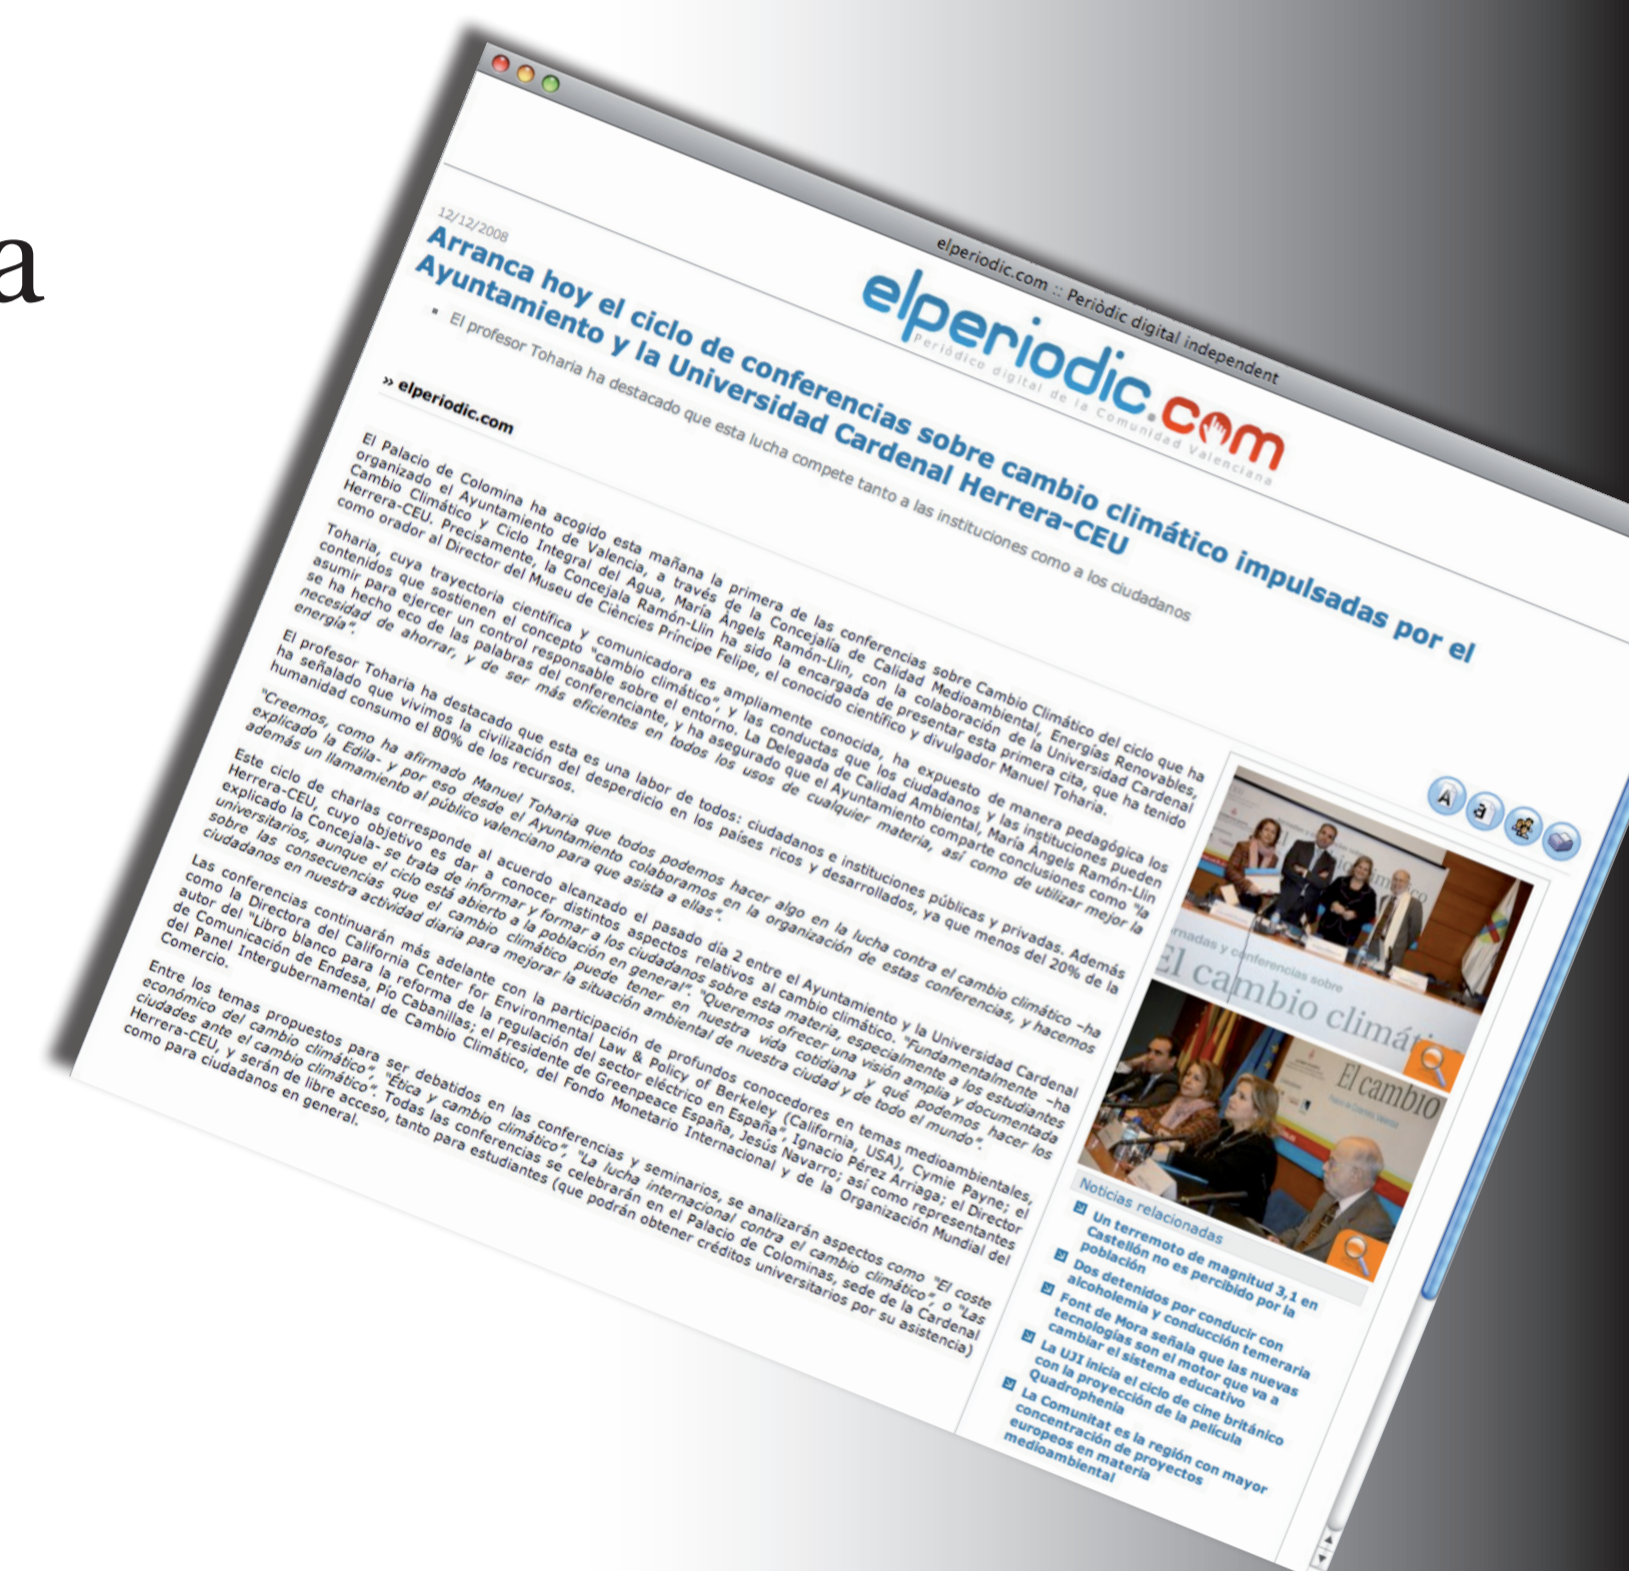 a
elperiodic.com :: Periòdic digital independent
elperiodic.com
Periódico digital de la Comunidad Valenciana
12/12/2008
Arranca hoy el ciclo de conferencias sobre cambio climático impulsadas por el
Ayuntamiento y la Universidad Cardenal Herrera-CEU
▪ El profesor Toharia ha destacado que esta lucha compete tanto a las instituciones como a los ciudadanos
» elperiodic.com
El Palacio de Colomina ha acogido esta mañana la primera de las conferencias sobre Cambio Climático del ciclo que ha
organizado el Ayuntamiento de Valencia, a través de la Concejalía de Calidad Medioambiental, Energías Renovables,
Cambio Climático y Ciclo Integral del Agua, María Àngels Ramón-Llin, con la colaboración de la Universidad Cardenal
Herrera-CEU. Precisamente, la Concejala Ramón-Llin ha sido la encargada de presentar esta primera cita, que ha tenido
como orador al Director del Museu de Ciències Príncipe Felipe, el conocido científico y divulgador Manuel Toharia.
Toharia, cuya trayectoria científica y comunicadora es ampliamente conocida, ha expuesto de manera pedagógica los
contenidos que sostienen el concepto "cambio climático", y las conductas que los ciudadanos y las instituciones pueden
asumir para ejercer un control responsable sobre el entorno. La Delegada de Calidad Ambiental, María Àngels Ramón-Llin
se ha hecho eco de las palabras del conferenciante, y ha asegurado que el Ayuntamiento comparte conclusiones como "la
necesidad de ahorrar, y de ser más eficientes en todos los usos de cualquier materia, así como de utilizar mejor la
energía".
El profesor Toharia ha destacado que esta es una labor de todos: ciudadanos e instituciones públicas y privadas. Además
ha señalado que vivimos la civilización del desperdicio en los países ricos y desarrollados, ya que menos del 20% de la
humanidad consumo el 80% de los recursos.
"Creemos, como ha afirmado Manuel Toharia que todos podemos hacer algo en la lucha contra el cambio climático –ha
explicado la Edila- y por eso desde el Ayuntamiento colaboramos en la organización de estas conferencias, y hacemos
además un llamamiento al público valenciano para que asista a ellas".
Este ciclo de charlas corresponde al acuerdo alcanzado el pasado día 2 entre el Ayuntamiento y la Universidad Cardenal
Herrera-CEU, cuyo objetivo es dar a conocer distintos aspectos relativos al cambio climático. "Fundamentalmente –ha
explicado la Concejala- se trata de informar y formar a los ciudadanos sobre esta materia, especialmente a los estudiantes
universitarios, aunque el ciclo está abierto a la población en general". "Queremos ofrecer una visión amplia y documentada
sobre las consecuencias que el cambio climático puede tener en nuestra vida cotidiana y qué podemos hacer los
ciudadanos en nuestra actividad diaria para mejorar la situación ambiental de nuestra ciudad y de todo el mundo".
Las conferencias continuarán más adelante con la participación de profundos conocedores en temas medioambientales,
como la Directora del California Center for Environmental Law & Policy of Berkeley (California, USA), Cymie Payne; el
autor del "Libro blanco para la reforma de la regulación del sector eléctrico en España", Ignacio Pérez Arriaga; el Director
de Comunicación de Endesa, Pío Cabanillas; el Presidente de Greenpeace España, Jesús Navarro; así como representantes
del Panel Intergubernamental de Cambio Climático, del Fondo Monetario Internacional y de la Organización Mundial del
Comercio.
Entre los temas propuestos para ser debatidos en las conferencias y seminarios, se analizarán aspectos como "El coste
económico del cambio climático", "Ética y cambio climático", "La lucha internacional contra el cambio climático", o "Las
ciudades ante el cambio climático". Todas las conferencias se celebrarán en el Palacio de Colominas, sede de la Cardenal
Herrera-CEU, y serán de libre acceso, tanto para estudiantes (que podrán obtener créditos universitarios por su asistencia)
como para ciudadanos en general.
A a
rnadas y conferencias sobre
El cambio climáti
El cambio
Noticias relacionadas
Un terremoto de magnitud 3,1 en
Castellón no es percibido por la
población
Dos detenidos por conducir con
alcoholemia y conducción temeraria
Font de Mora señala que las nuevas
tecnologías son el motor que va a
cambiar el sistema educativo
La UJI inicia el ciclo de cine británico
con la proyección de la película
Quadrophenia
La Comunitat es la región con mayor
concentración de proyectos
europeos en materia
medioambiental